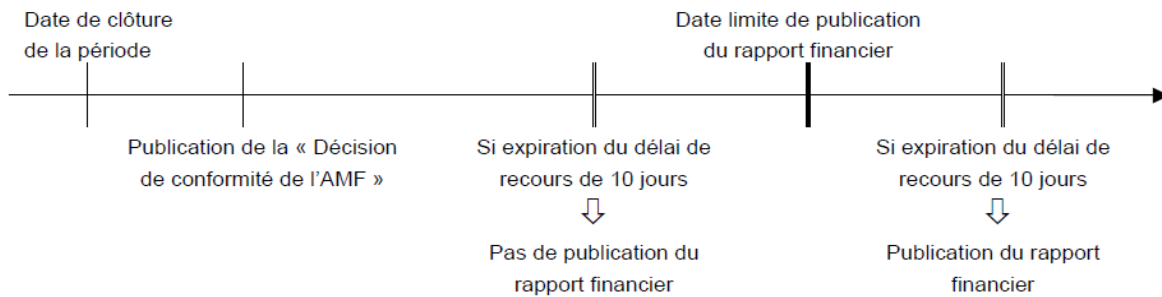 Date de clôture
de la période
Date limite de publication
du rapport financier
Publication de la « Décision
de conformité de l'AMF »
Si expiration du délai de
recours de 10 jours
Pas de publication du
rapport financier
Si expiration du délai de
recours de 10 jours
Publication du rapport
financier